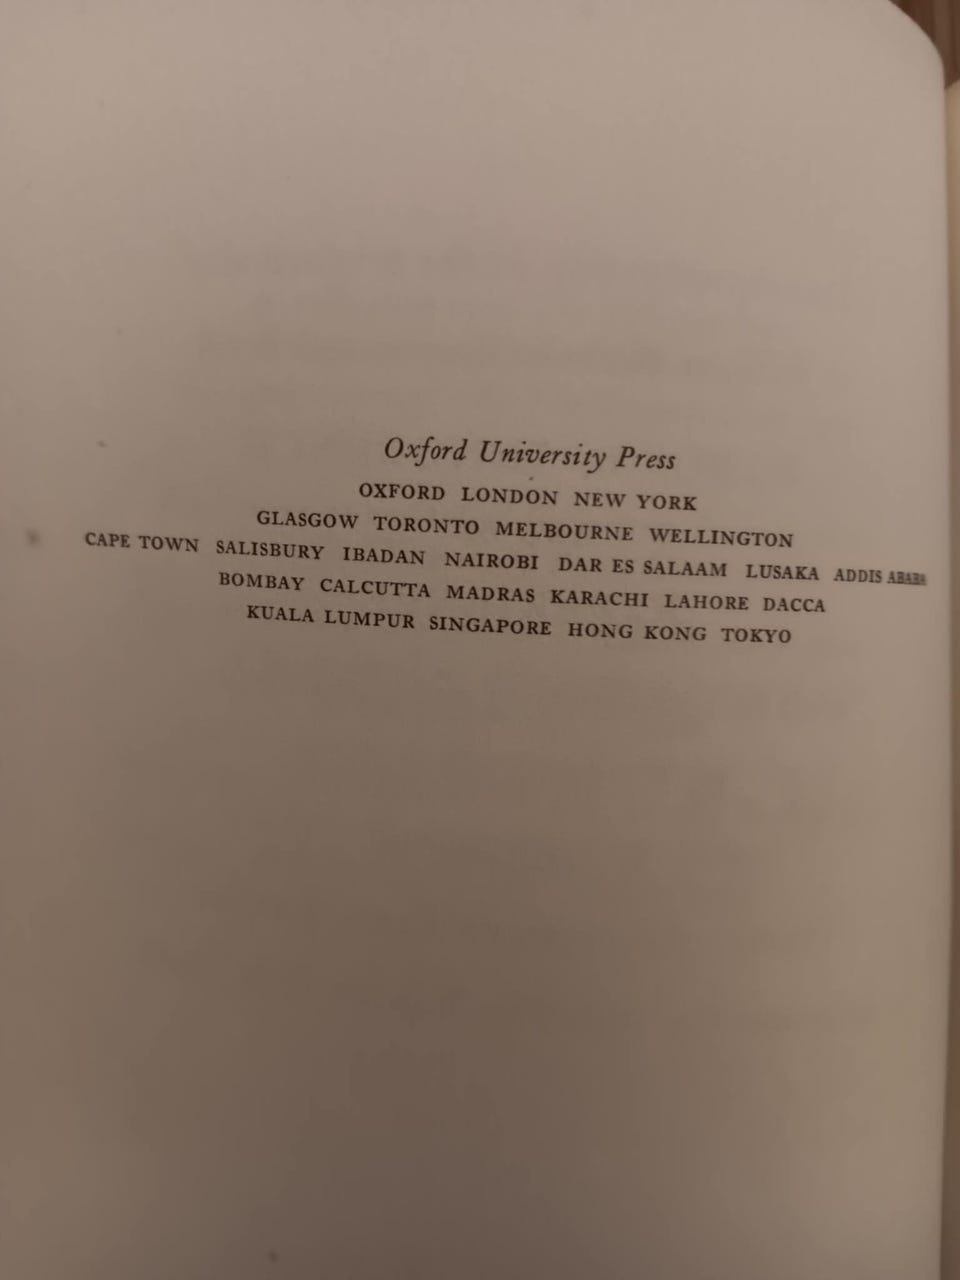 Oxford University Press
OXFORD LONDON NEW YORK
GLASGOW TORONTO MELBOURNE WELLINGTON
CAPE TOWN SALISBURY IBADAN NAIROBI DAR ES SALAAM LUSAKA ADDIS ABABA
BOMBAY CALCUTTA MADRAS KARACHI LAHORE DACCA
KUALA LUMPUR SINGAPORE HONG KONG TOKYO